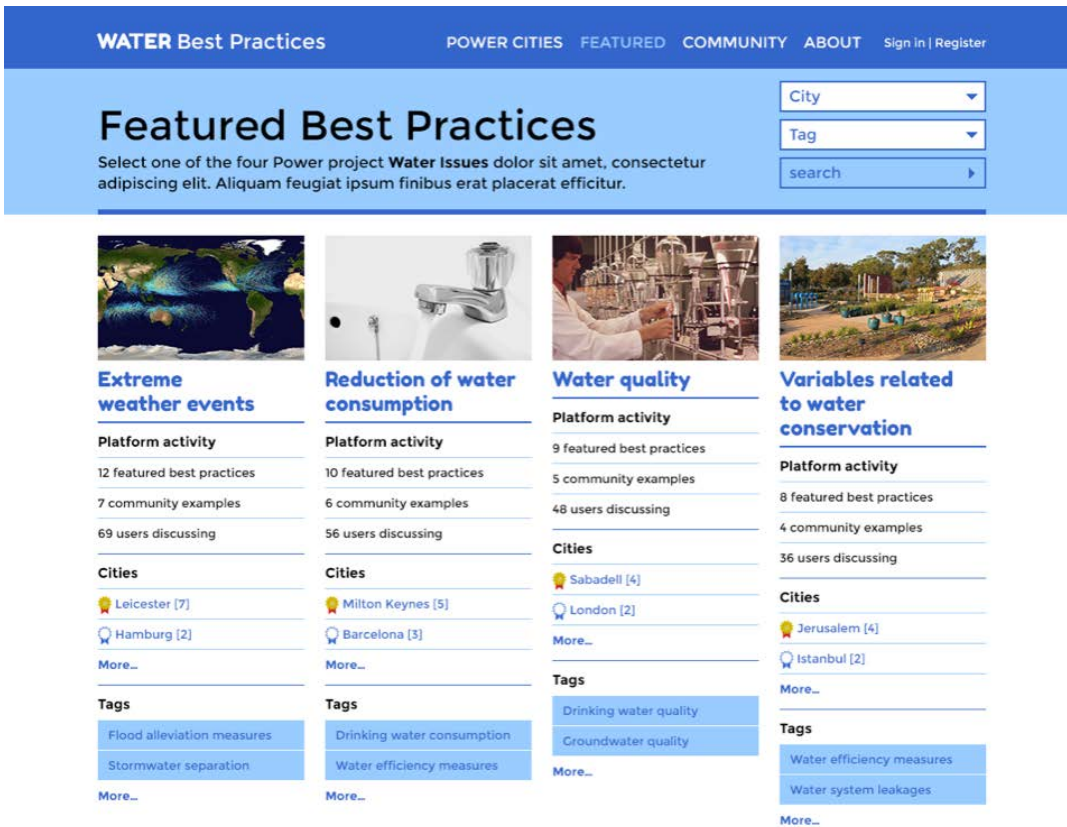 WATER Best Practices
POWER CITIES FEATURED COMMUNITY ABOUT Sign in | Register
Featured Best Practices
Select one of the four Power project Water Issues dolor sit amet, consectetur
adipiscing elit. Aliquam feugiat ipsum finibus erat placerat efficitur.
City
Tag
search
Extreme
weather events
Platform activity
12 featured best practices
7 community examples
69 users discussing
Cities
Leicester [7]
Hamburg [2]
More...
Tags
Flood alleviation measures
Stormwater separation
More...
Reduction of water
consumption
Platform activity
10 featured best practices
6 community examples
56 users discussing
Cities
Milton Keynes [5]
Barcelona [3]
More...
Tags
Drinking water consumption
Water efficiency measures
More...
Water quality
Platform activity
9 featured best practices
5 community examples
48 users discussing
Cities
Sabadell [4]
London [2]
More...
Tags
Drinking water quality
Groundwater quality
More...
Variables related
to water
conservation
Platform activity
8 featured best practices
4 community examples
36 users discussing
Cities
Jerusalem [4]
Istanbul [2]
More...
Tags
Water efficiency measures
Water system leakages
More...